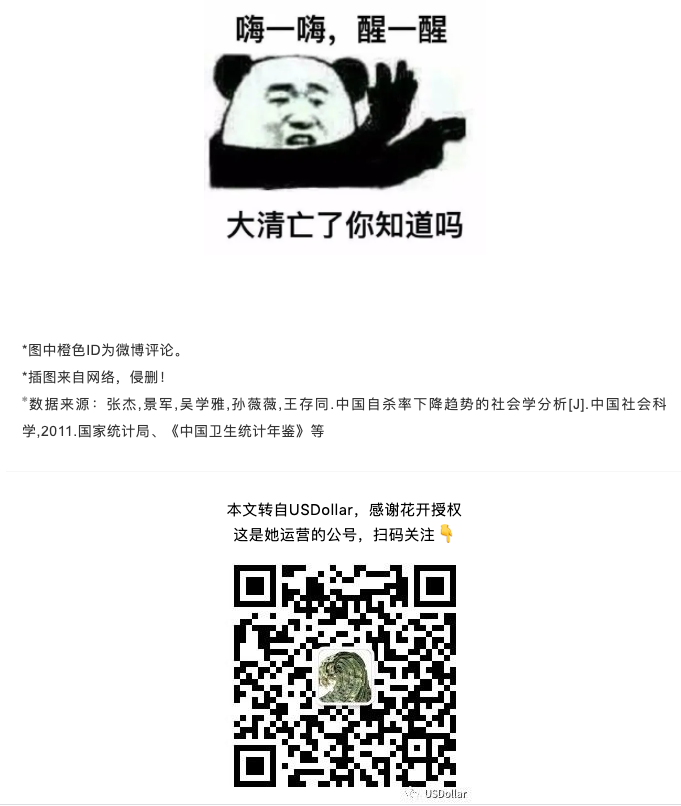 嗨一嗨，醒一醒
大清亡了你知道吗
*图中橙色ID为微博评论。
*插图来自网络，侵删！
*数据来源：张杰,景军,吴学雅,孙薇薇,王存同.中国自杀率下降趋势的社会学分析[J].中国社会科
学,2011.国家统计局、《中国卫生统计年鉴》等
本文转自USDollar，感谢花开授权
这是她运营的公号，扫码关注👇
USDollar